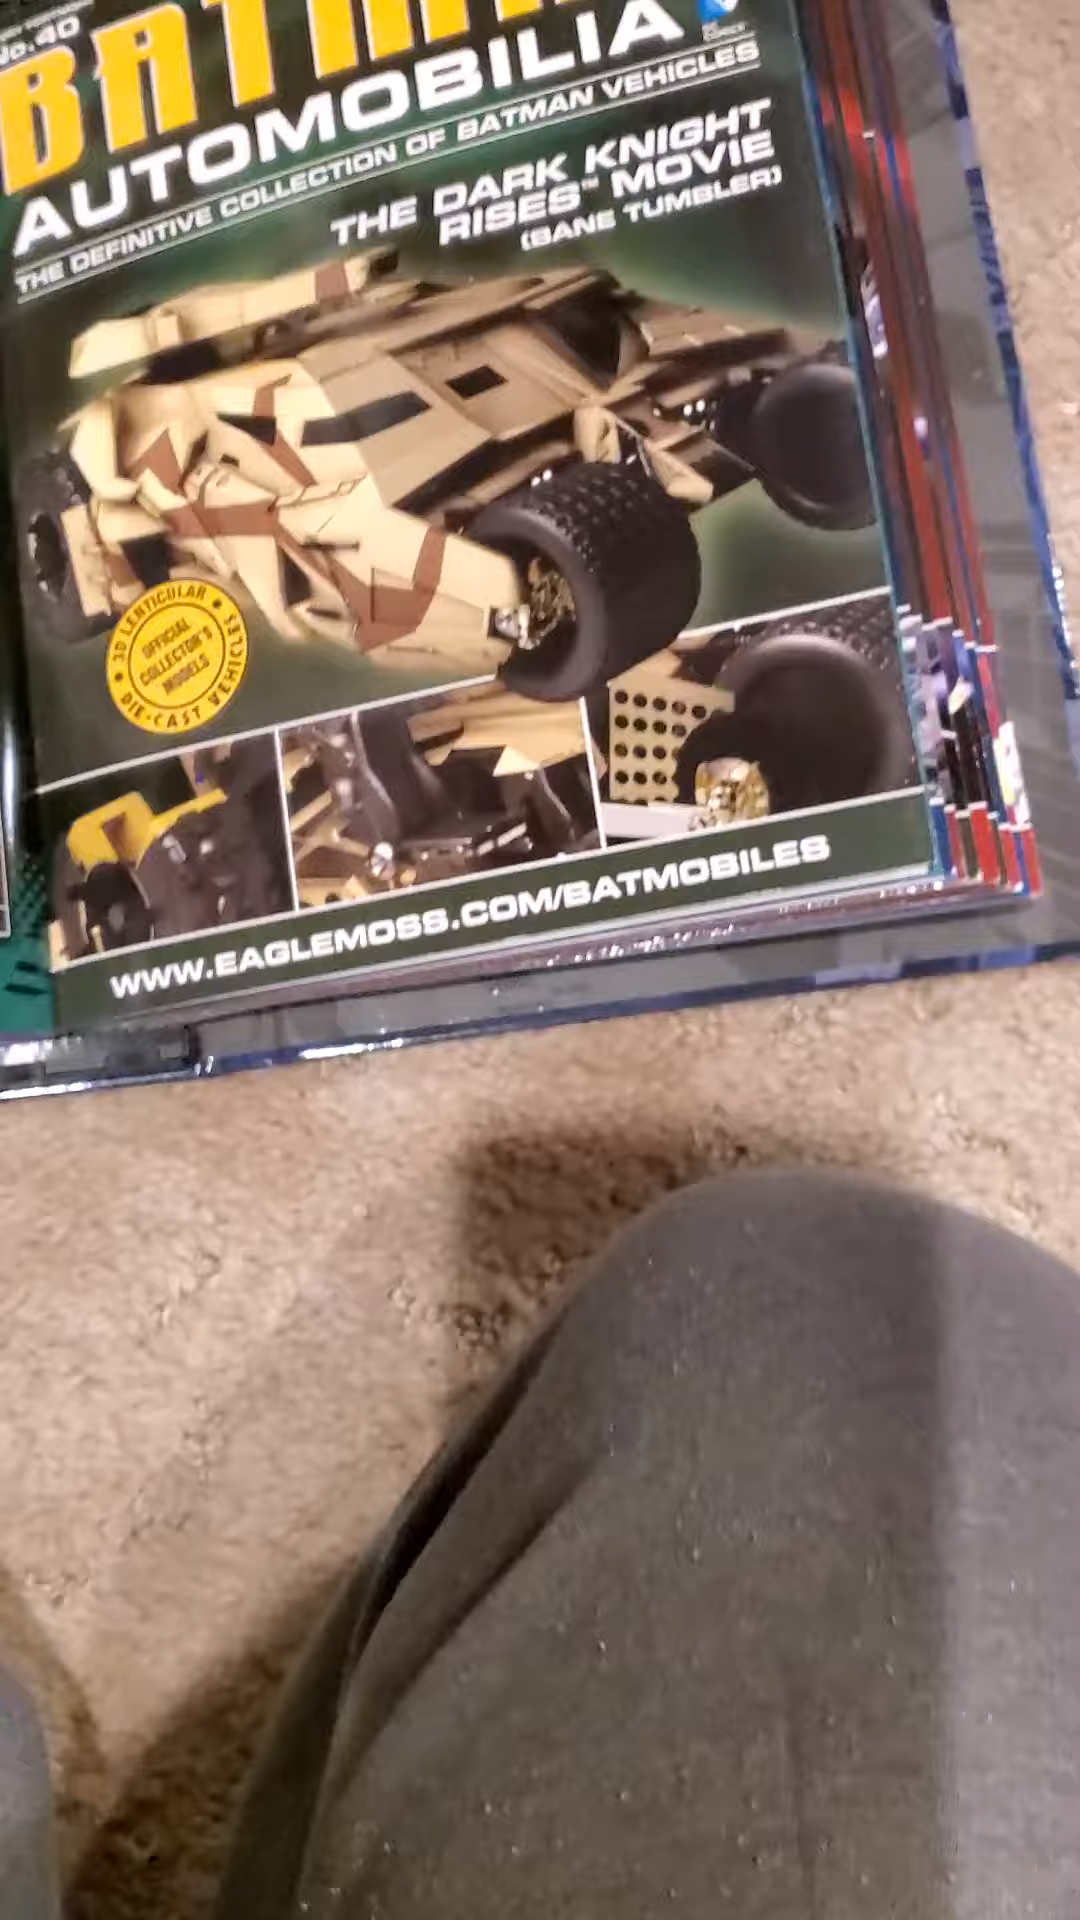 No.40
BATM
AUTOMOBILIA
THE DEFINITIVE COLLECTION OF BATMAN VEHICLES
THE DARK KNIGHT
RISES™ MOVIE
(BANE TUMBLER)
3D LENTICULAR
OFFICIAL
COLLECTOR'S
MODELS
DIE-CAST VEHICLES
WWW.EAGLEMOSS.COM/BATMOBILES